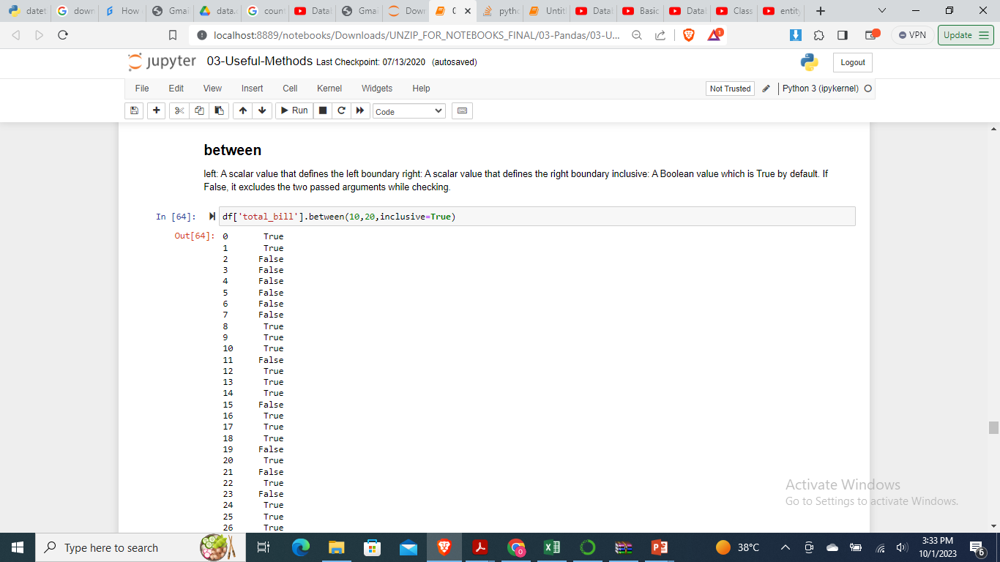 datet
down
How
Gmai
data.
coun
Datal
Gmai
Dow
pytho
Untitl
Datal
Basic
Datal
Class
entity
localhost:8889/notebooks/Downloads/UNZIP_FOR_NOTEBOOKS_FINAL/03-Pandas/03-U...
1
VPN
Update
jupyter 03-Useful-Methods Last Checkpoint: 07/13/2020 (autosaved)
Logout
File Edit View Insert Cell Kernel Widgets Help
Not Trusted
Python 3 (ipykernel)
Run
Code
between
left: A scalar value that defines the left boundary right: A scalar value that defines the right boundary inclusive: A Boolean value which is True by default. If
False, it excludes the two passed arguments while checking.
In [64]: df['total_bill'].between(10,20,inclusive=True)
Out[64]: 0 True
1 True
2 False
3 False
4 False
5 False
6 False
7 False
8 True
9 True
10 True
11 False
12 True
13 True
14 True
15 False
16 True
17 True
18 True
19 False
20 True
21 False
22 True
23 False
24 True
25 True
26 True
Activate Windows
Go to Settings to activate Windows.
Type here to search
38°C
3:33 PM
10/1/2023
6